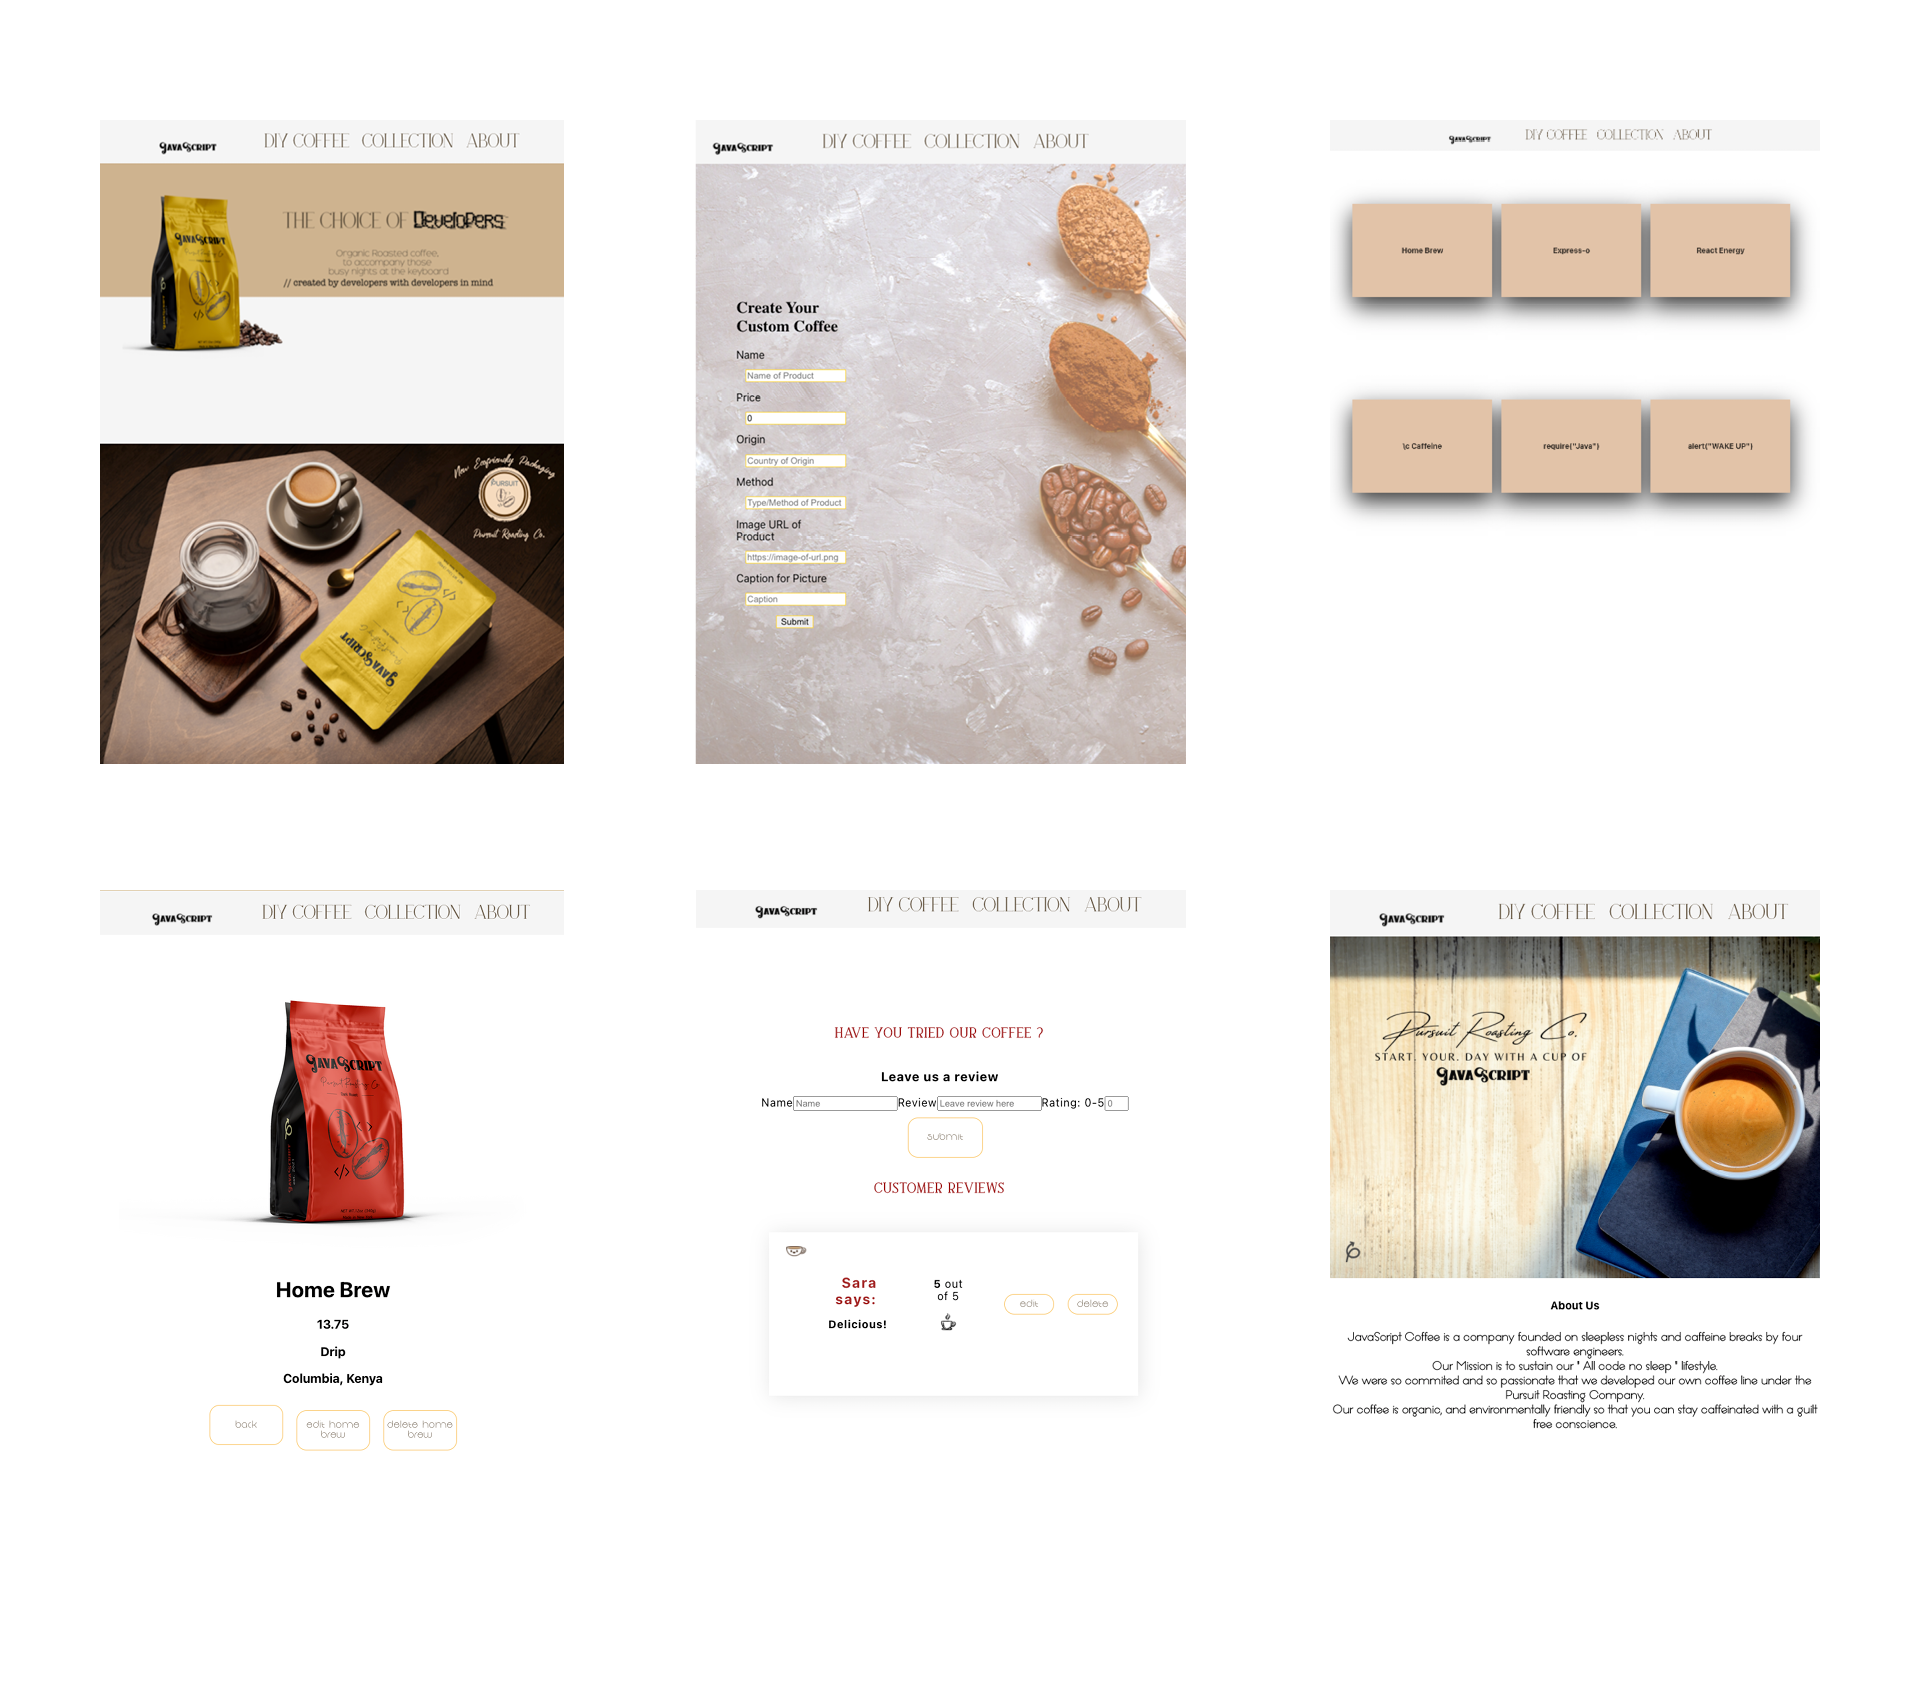 JAVASCRIPT
DIY COFFEE COLLECTION ABOUT
THE CHOICE OF Developers
Organic Roasted coffee,
to accompany those
busy nights at the keyboard
// created by developers with developers in mind
JAVASCRIPT
</>
New Ecofriendly Packaging
PURSUIT
Pursuit Roasting Co.
</>
JAVASCRIPT
JAVASCRIPT
DIY COFFEE COLLECTION ABOUT
Create Your
Custom Coffee
Name
Name of Product
Price
0
Origin
Country of Origin
Method
Type/Method of Product
Image URL of
Product
https://image-of-url.png
Caption for Picture
Caption
Submit
JAVASCRIPT
DIY COFFEE COLLECTION ABOUT
Home Brew
Express-o
React Energy
\c Caffeine
require("Java")
alert("WAKE UP")
JAVASCRIPT
DIY COFFEE COLLECTION ABOUT
JAVASCRIPT
Pursuit Roasting Co
</>
Home Brew
13.75
Drip
Columbia, Kenya
back
edit home
brew
delete home
brew
JAVASCRIPT
DIY COFFEE COLLECTION ABOUT
HAVE YOU TRIED OUR COFFEE ?
Leave us a review
Name Name Review Leave review here Rating: 0-5 0
submit
CUSTOMER REVIEWS
Sara
says:
Delicious!
5 out
of 5
edit
delete
JAVASCRIPT
DIY COFFEE COLLECTION ABOUT
Pursuit Roasting Co.
START. YOUR. DAY WITH A CUP OF
JAVASCRIPT
About Us
JavaScript Coffee is a company founded on sleepless nights and caffeine breaks by four
software engineers.
Our Mission is to sustain our " All code no sleep " lifestyle.
We were so commited and so passionate that we developed our own coffee line under the
Pursuit Roasting Company.
Our coffee is organic, and environmentally friendly so that you can stay caffeinated with a guilt
free conscience.